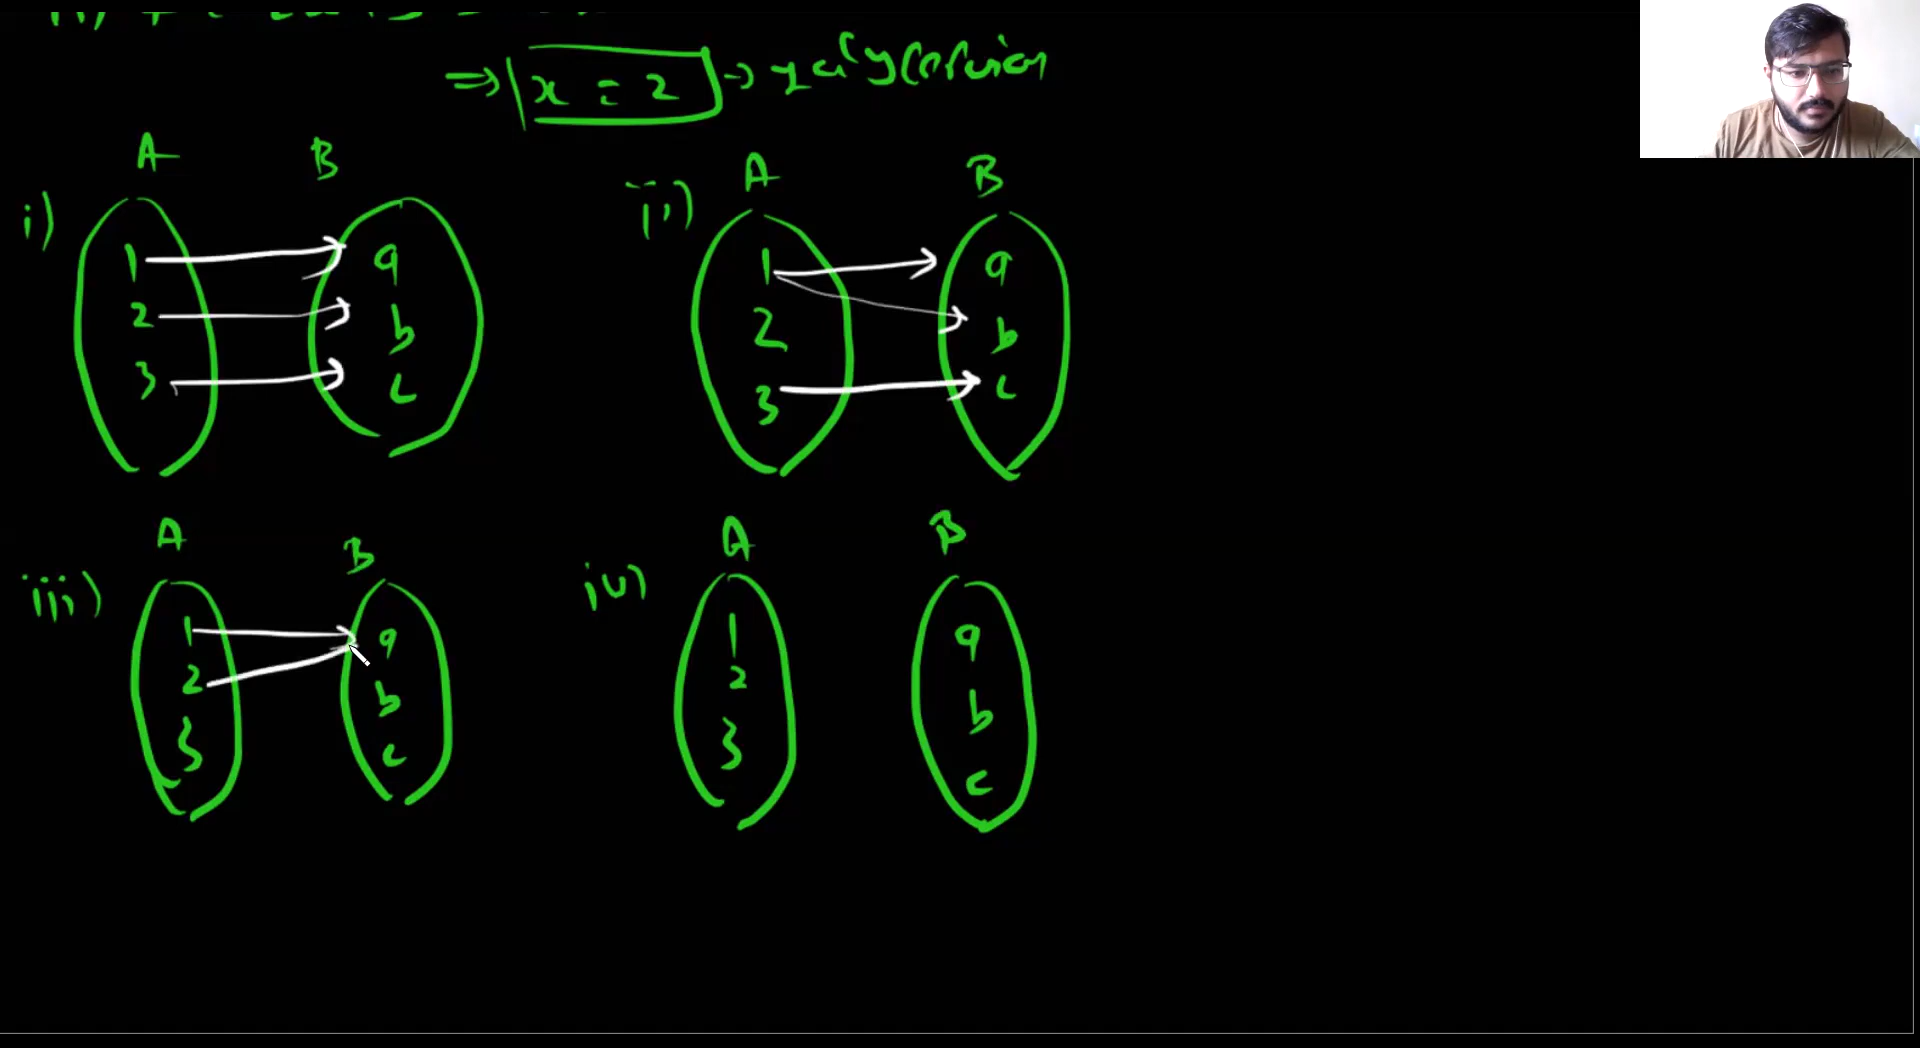 ⇒ x = 2 →
A B
i)
1 a
2 b
3 c
A B
ii)
1 a
2 b
3 c
A B
iii)
1 a
2 b
3 c
A B
iv)
1 a
2 b
3 c